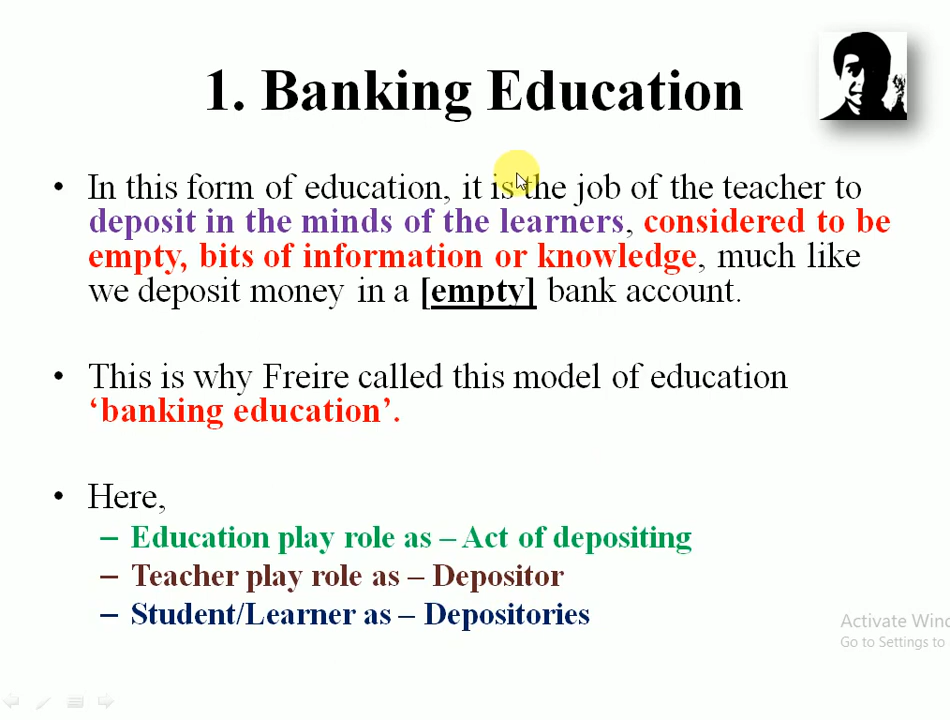 1. Banking Education
• In this form of education, it is the job of the teacher to
deposit in the minds of the learners, considered to be
empty, bits of information or knowledge, much like
we deposit money in a [empty] bank account.
• This is why Freire called this model of education
‘banking education’.
• Here,
– Education play role as – Act of depositing
– Teacher play role as – Depositor
– Student/Learner as – Depositories
Activate Win
Go to Settings to